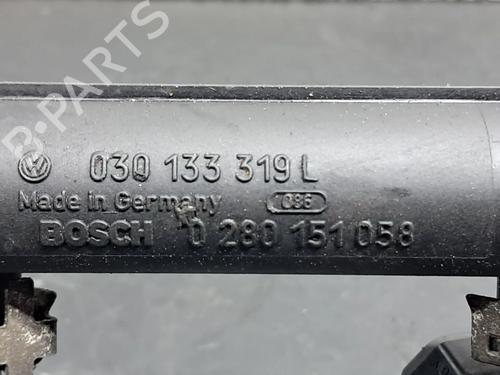 030 133 319 L
Made in Germany 086
BOSCH 0 280 151 058
B-PARTS